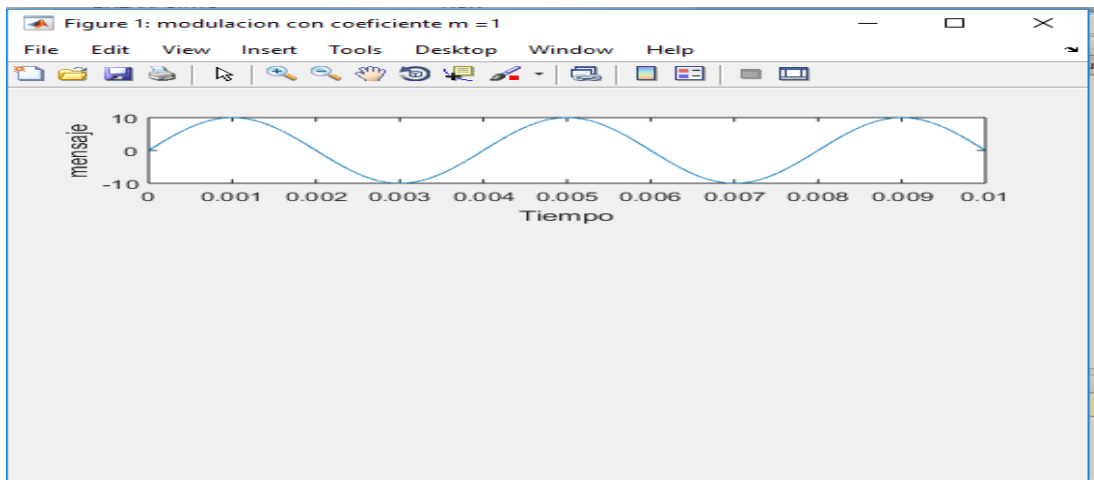 Figure 1: modulacion con coeficiente m =1
File Edit View Insert Tools Desktop Window Help
mensaje
10
0
-10
0 0.001 0.002 0.003 0.004 0.005 0.006 0.007 0.008 0.009 0.01
Tiempo